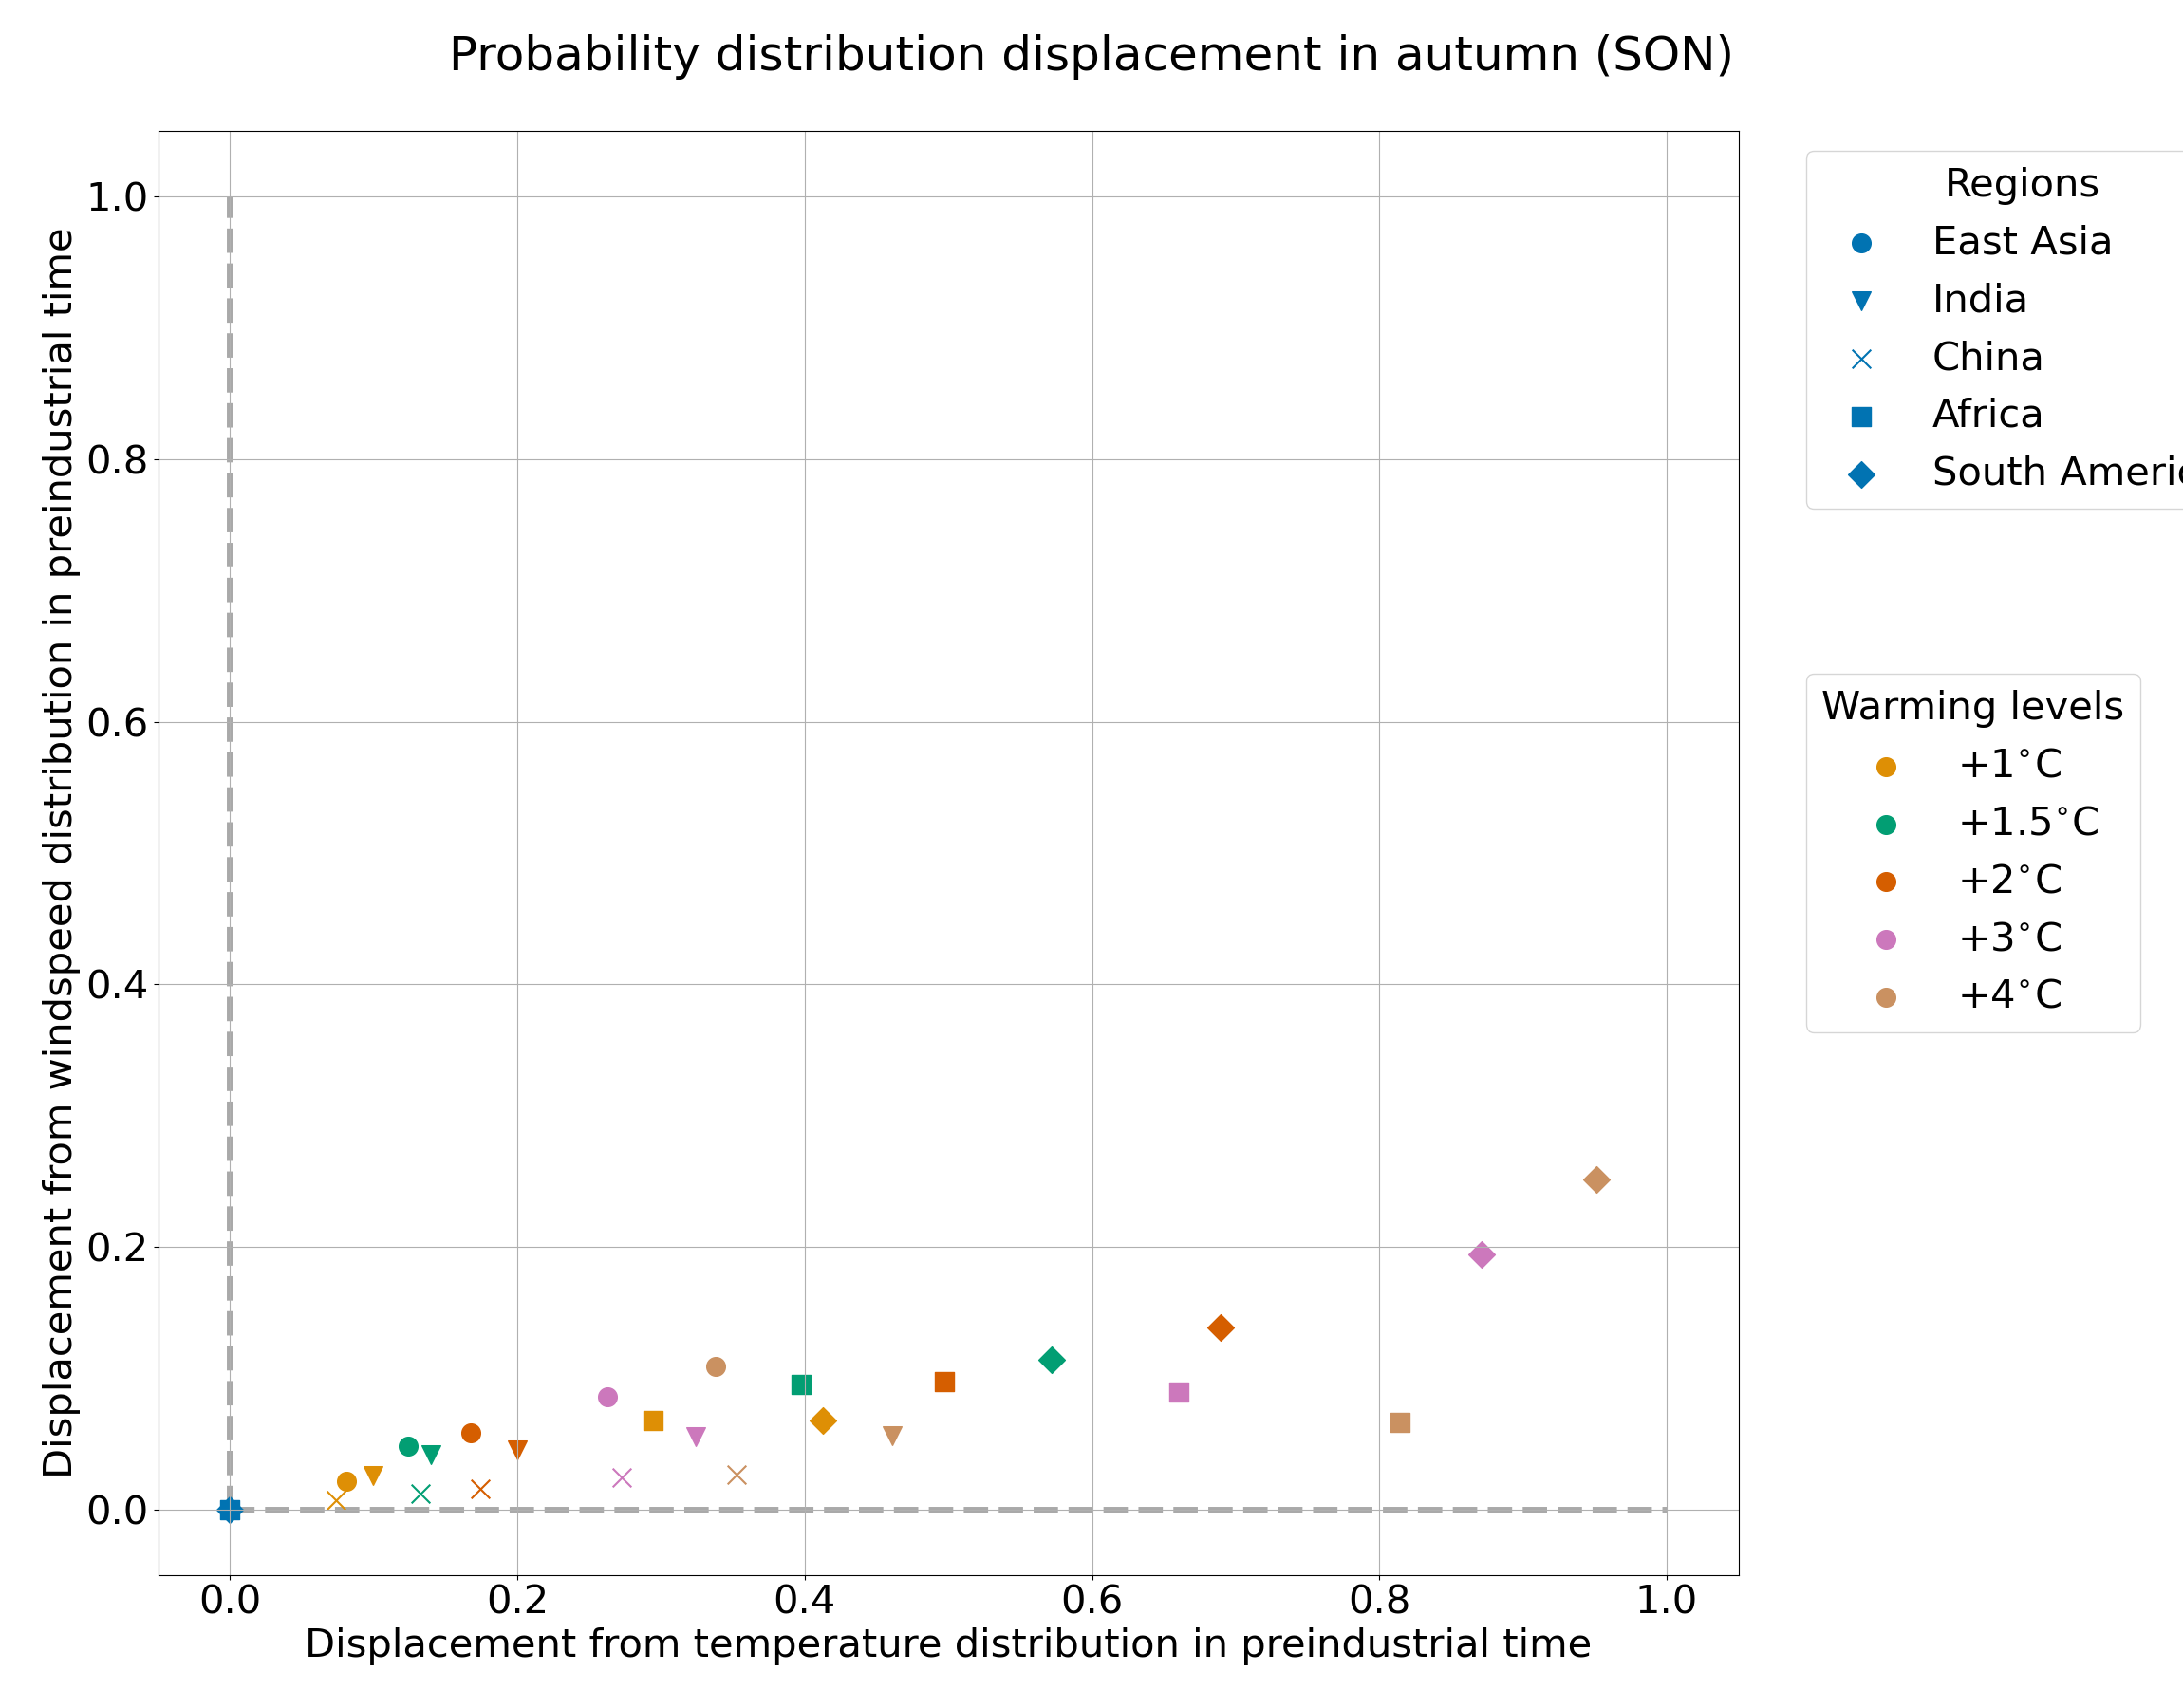 Probability distribution displacement in autumn (SON)
Displacement from windspeed distribution in preindustrial time
1.0
0.8
0.6
0.4
0.2
0.0
0.0 0.2 0.4 0.6 0.8 1.0
Displacement from temperature distribution in preindustrial time
Regions
East Asia
India
China
Africa
South Americ
Warming levels
+1°C
+1.5°C
+2°C
+3°C
+4°C